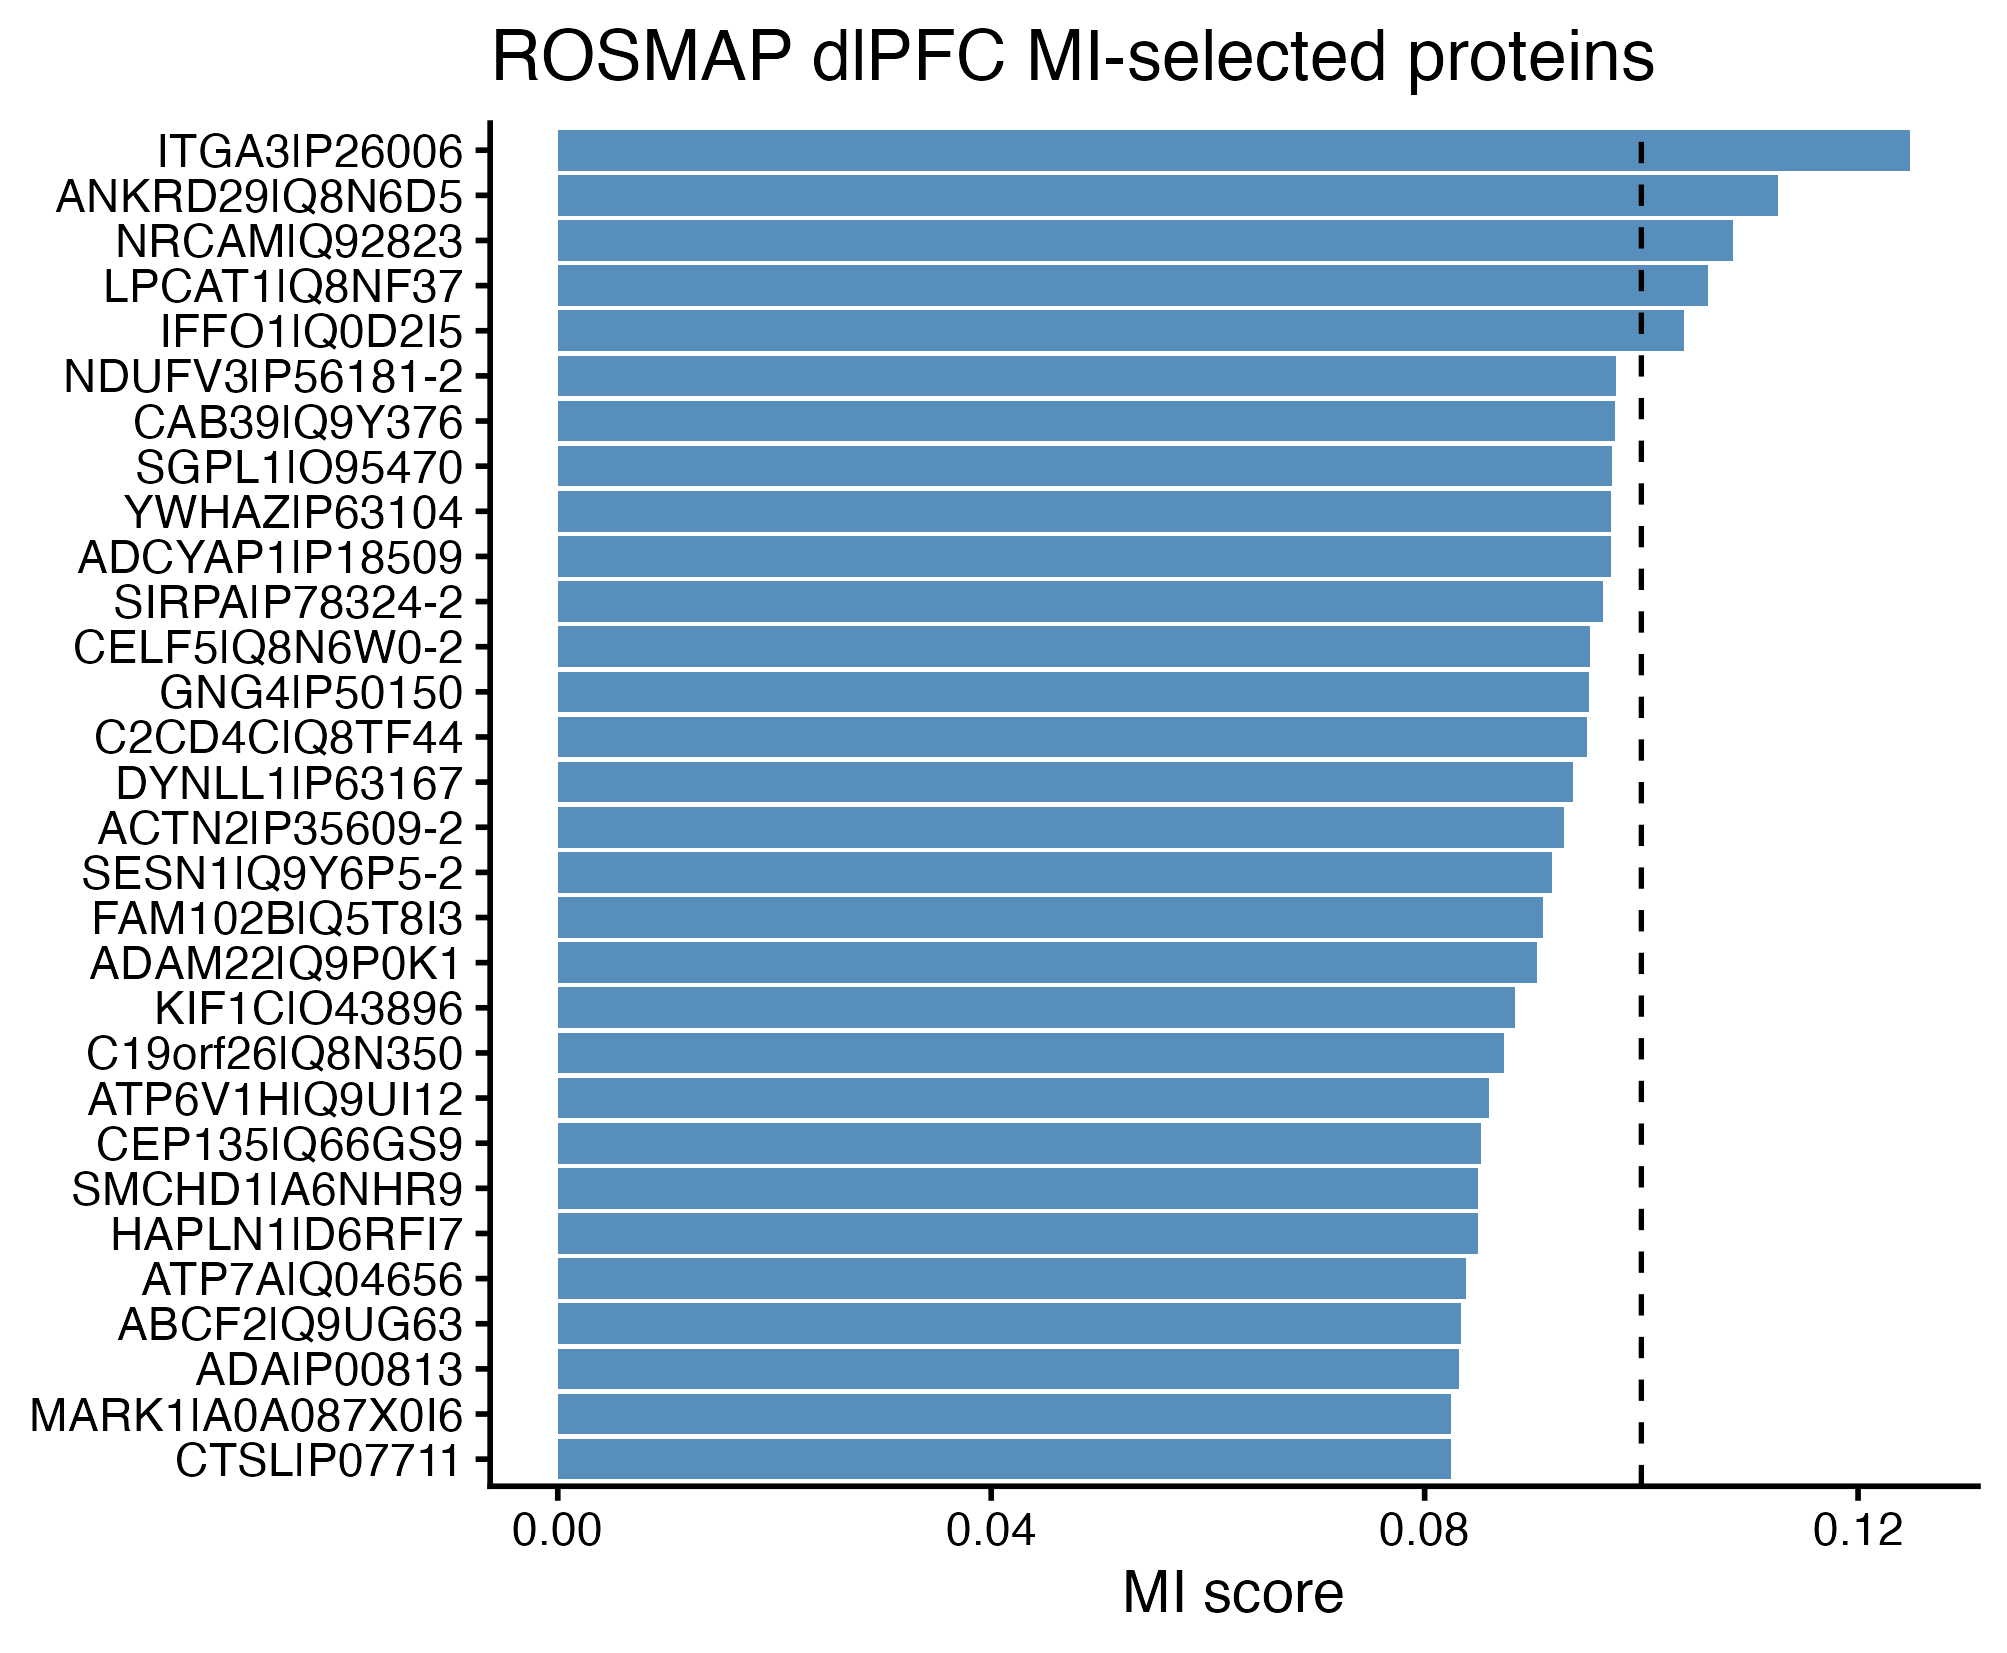 ROSMAP dlPFC MI-selected proteins
ITGA3|P26006
ANKRD29|Q8N6D5
NRCAM|Q92823
LPCAT1|Q8NF37
IFFO1|Q0D2I5
NDUFV3|P56181-2
CAB39|Q9Y376
SGPL1|O95470
YWHAZ|P63104
ADCYAP1|P18509
SIRPA|P78324-2
CELF5|Q8N6W0-2
GNG4|P50150
C2CD4C|Q8TF44
DYNLL1|P63167
ACTN2|P35609-2
SESN1|Q9Y6P5-2
FAM102B|Q5T8I3
ADAM22|Q9P0K1
KIF1C|O43896
C19orf26|Q8N350
ATP6V1H|Q9UI12
CEP135|Q66GS9
SMCHD1|A6NHR9
HAPLN1|D6RFI7
ATP7A|Q04656
ABCF2|Q9UG63
ADA|P00813
MARK1|A0A087X0I6
CTSL|P07711
0.00 0.04 0.08 0.12
MI score